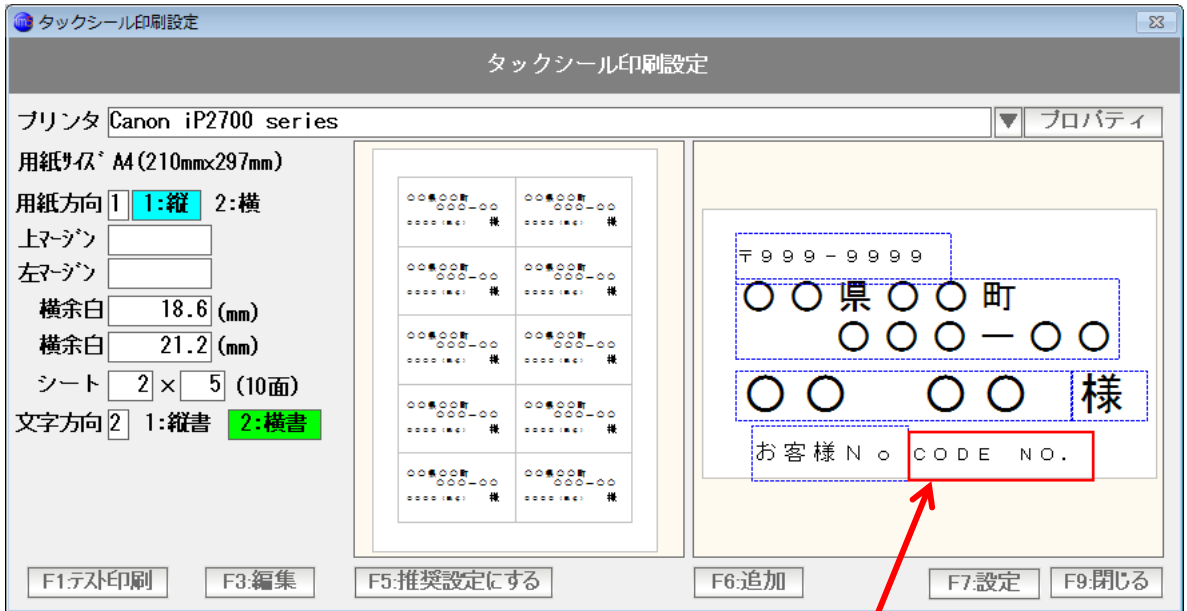 タックシール印刷設定
タックシール印刷設定
プリンタ Canon iP2700 series ▼ プロパティ
用紙ｻｲｽﾞ A4(210mmx297mm)
用紙方向 1 1:縦 2:横
上ﾏｰｼﾞﾝ
左ﾏｰｼﾞﾝ
横余白 18.6 (mm)
横余白 21.2 (mm)
シート 2 × 5 (10面)
文字方向 2 1:縦書 2:横書
〒999-9999
○○県○○町
○○○ー○○
○○ ○○ 様
お客様No CODE NO.
F1:ﾃｽﾄ印刷 F3:編集 F5:推奨設定にする F6:追加 F7:設定 F9:閉じる